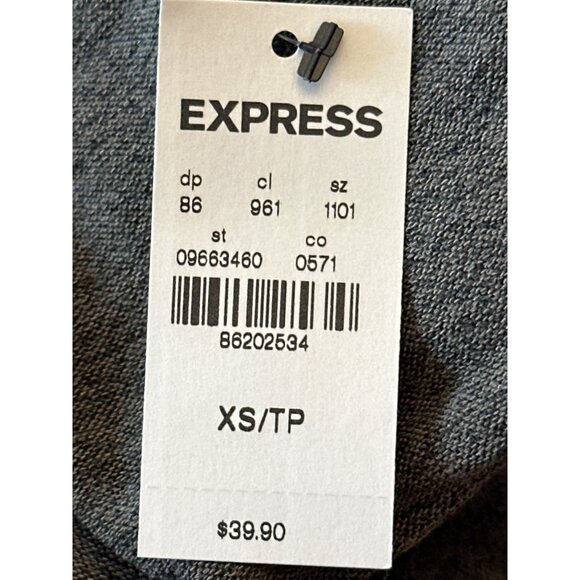 EXPRESS
dp cl sz
86 961 1101
st co
09663460 0571
86202534
XS/TP
$39.90